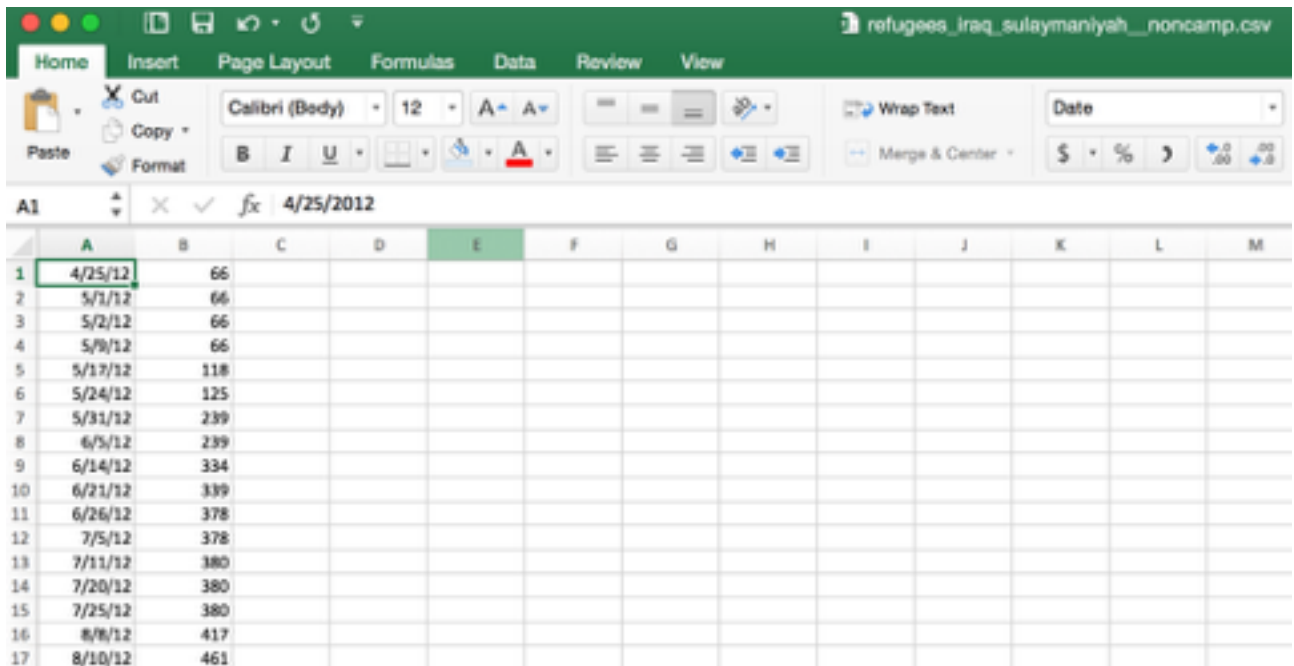 refugees_iraq_sulaymaniyah__noncamp.csv
Home Insert Page Layout Formulas Data Review View
Paste
Cut
Copy
Format
Calibri (Body) 12 A A
B I U A
Wrap Text
Merge & Center
Date
$ %
A1 fx 4/25/2012
A B C D E F G H I J K L M
1 4/25/12 66
2 5/1/12 66
3 5/2/12 66
4 5/9/12 66
5 5/17/12 118
6 5/24/12 125
7 5/31/12 239
8 6/5/12 239
9 6/14/12 334
10 6/21/12 339
11 6/26/12 378
12 7/5/12 378
13 7/11/12 380
14 7/20/12 380
15 7/25/12 380
16 8/8/12 417
17 8/10/12 461